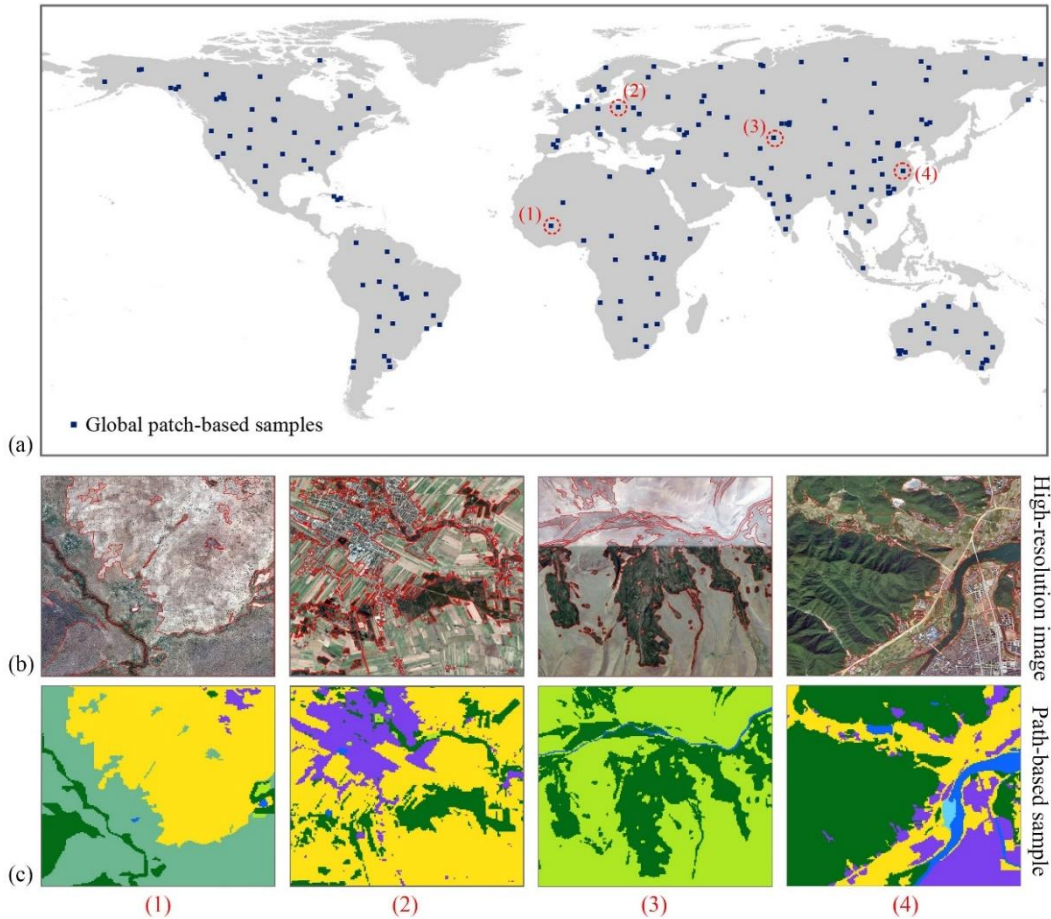 (2)
(3)
(4)
(1)
Global patch-based samples
(a)
High-resolution image
(b)
Path-based sample
(c)
(1)
(2)
(3)
(4)